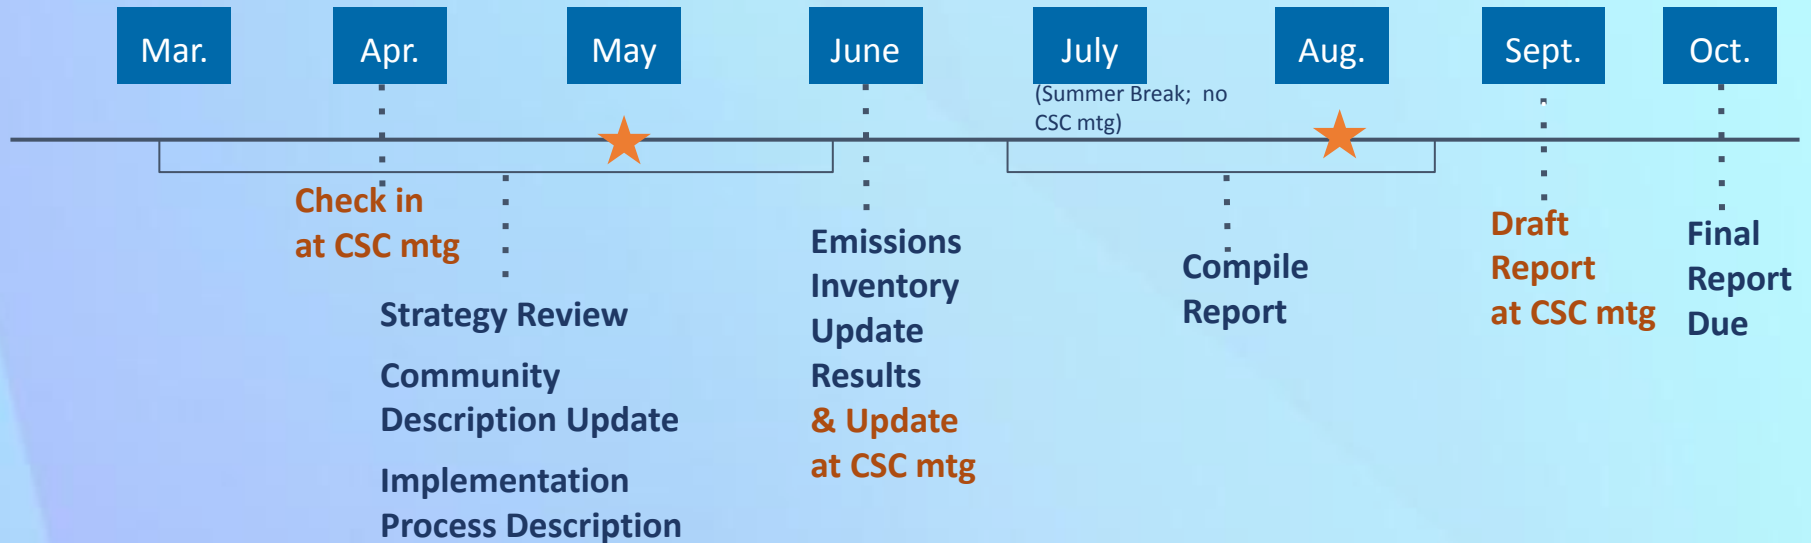 Mar.
Apr.
May
June
July
Aug.
Sept.
Oct.
(Summer Break; no
CSC mtg)
Check in
at CSC mtg
Strategy Review
Community
Description Update
Implementation
Process Description
Emissions
Inventory
Update
Results
& Update
at CSC mtg
Compile
Report
Draft
Report
at CSC mtg
Final
Report
Due